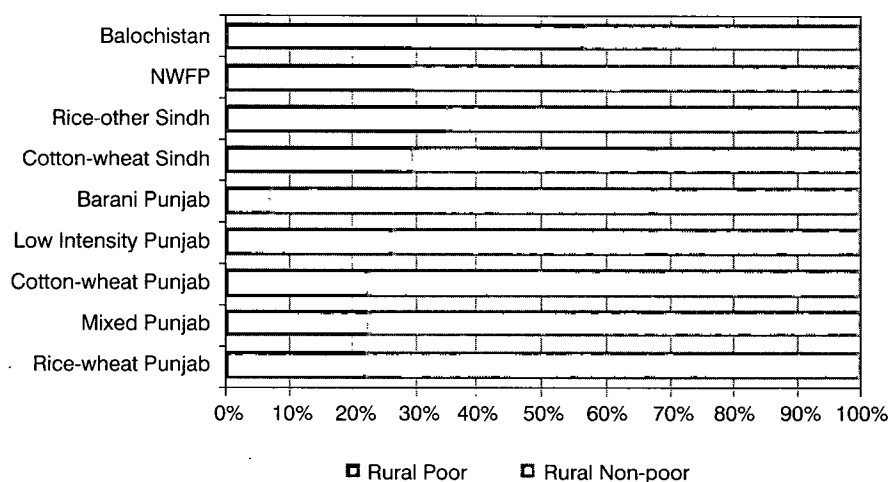 Balochistan
NWFP
Rice-other Sindh
Cotton-wheat Sindh
Barani Punjab
Low Intensity Punjab
Cotton-wheat Punjab
Mixed Punjab
Rice-wheat Punjab
0% 10% 20% 30% 40% 50% 60% 70% 80% 90% 100%
Rural Poor Rural Non-poor